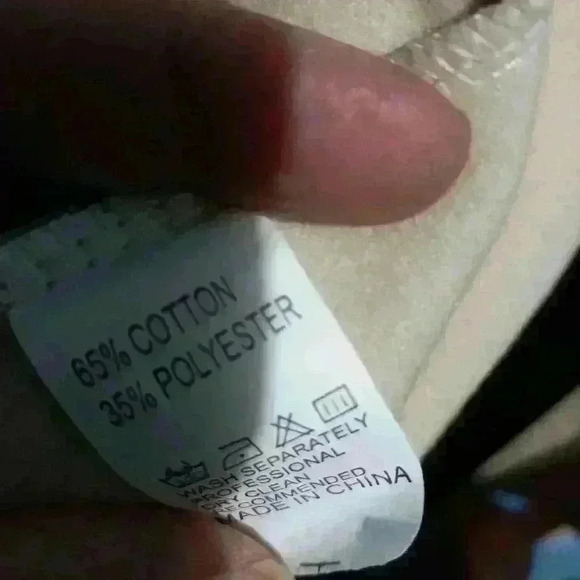 65% COTTON
35% POLYESTER
WASH SEPARATELY
PROFESSIONAL
DRY CLEAN
RECOMMENDED
MADE IN CHINA